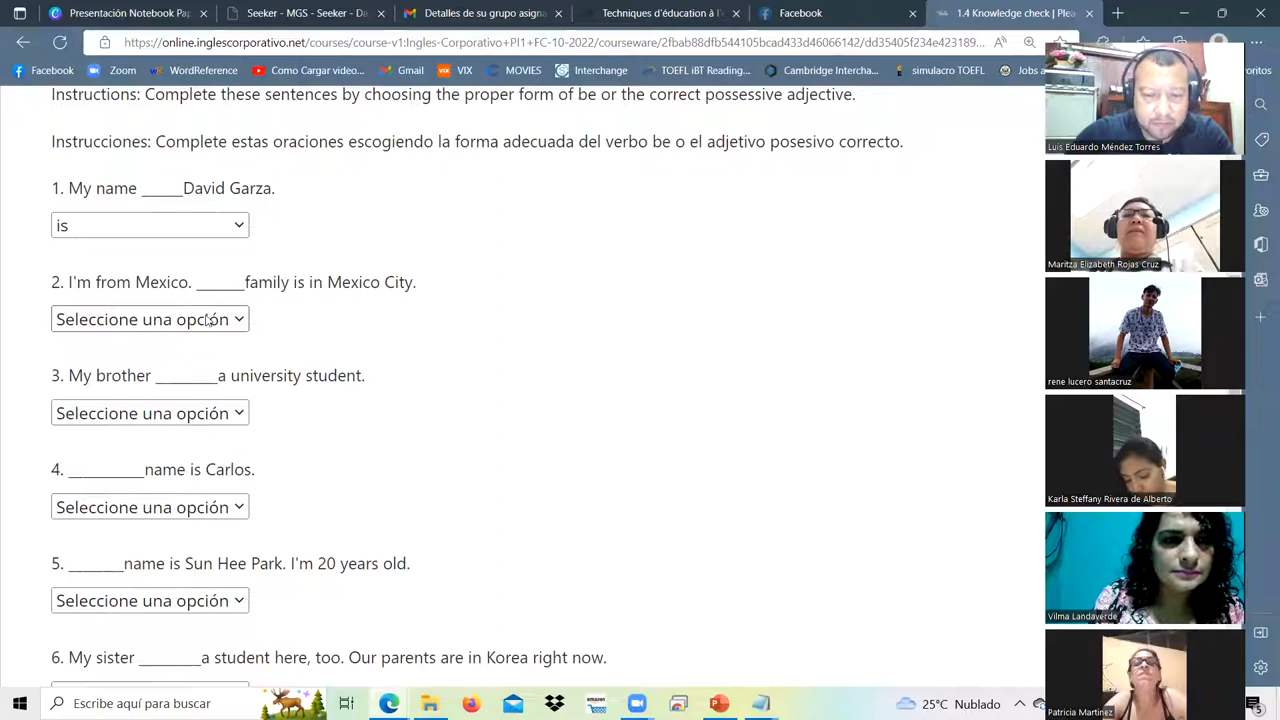 Presentación Notebook Pap
Seeker - MGS - Seeker - Da
Detalles de su grupo asigna
Techniques d'éducation à l'e
Facebook
1.4 Knowledge check | 1.4
https://online.inglescorporativo.net/courses/course-v1:Ingles-Corporativo+PI1+FC-10-2022/courseware/2fbab88dfb544105bcad433d46066142/dd35405f234e423189...
Facebook
Zoom
WordReference
Como Cargar video...
Gmail
VIX
VIX
MOVIES
Interchange
TOEFL iBT Reading...
Cambridge Intercha...
simulacro TOEFL
Jobs a
Instructions: Complete these sentences by choosing the proper form of be or the correct possessive adjective.
Instrucciones: Complete estas oraciones escogiendo la forma adecuada del verbo be o el adjetivo posesivo correcto.
1. My name _____David Garza.
is
2. I'm from Mexico. ______family is in Mexico City.
Seleccione una opción
3. My brother ________a university student.
Seleccione una opción
4. __________name is Carlos.
Seleccione una opción
5. _______name is Sun Hee Park. I'm 20 years old.
Seleccione una opción
6. My sister ________a student here, too. Our parents are in Korea right now.
Luis Eduardo Méndez Torres
Maritza Elizabeth Rojas Cruz
rene lucero santacruz
Karla Steffany Rivera de Alberto
Vilma Landaverde
Patricia Martinez
Escribe aquí para buscar
25°C Nublado